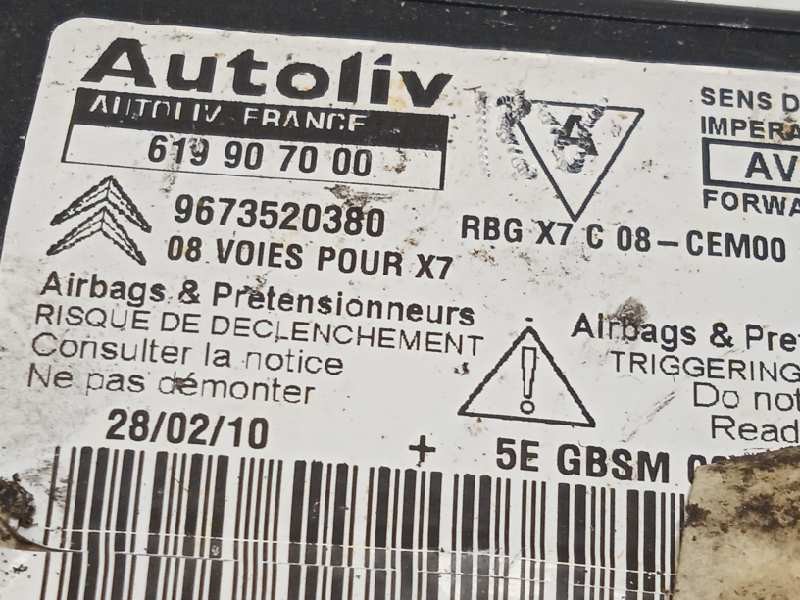 Autoliv
AUTOLIV FRANCE
619 90 70 00
A
SENS D
IMPERA
AV
FORWA
9673520380
08 VOIES POUR X7
RBG X7 C 08-CEM00
Airbags & Prétensionneurs
RISQUE DE DECLENCHEMENT
Consulter la notice
Ne pas démonter
Airbags & Pret
TRIGGERING
Do not
Read
28/02/10
+
5E GBSM